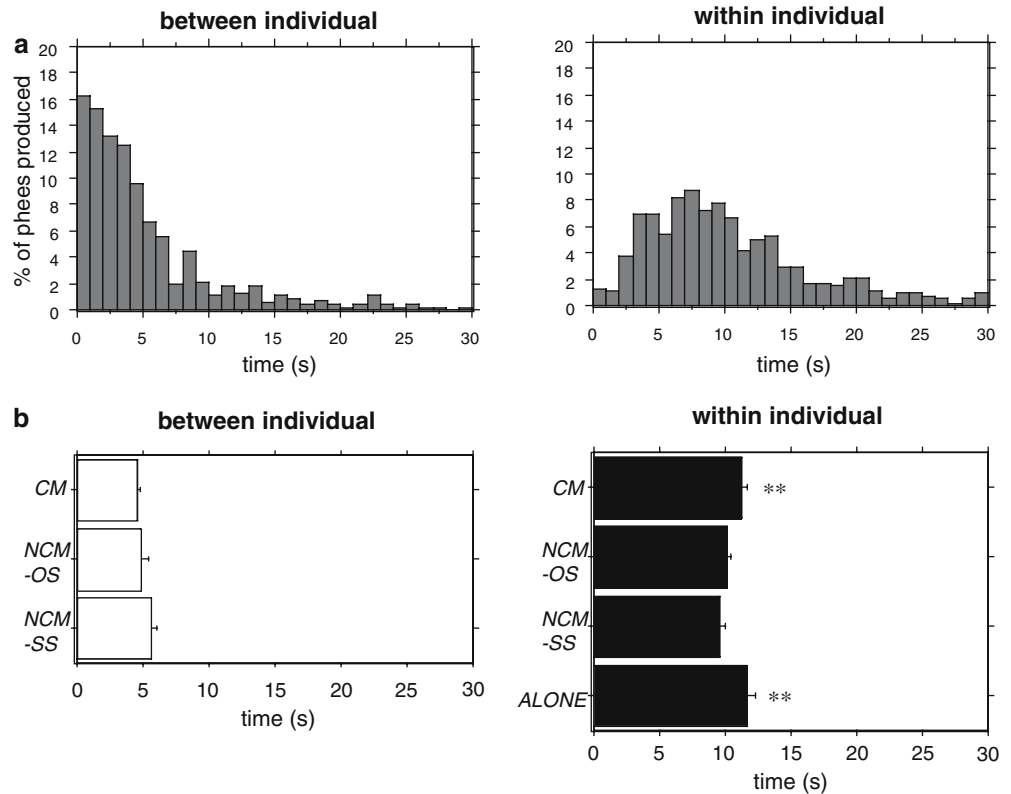 a
between individual
% of phees produced
20
18
16
14
12
10
8
6
4
2
0
0 5 10 15 20 25 30
time (s)
within individual
20
18
16
14
12
10
8
6
4
2
0
0 5 10 15 20 25 30
time (s)
b
between individual
CM
NCM
-OS
NCM
-SS
0 5 10 15 20 25 30
time (s)
within individual
CM **
NCM
-OS
NCM
-SS
ALONE **
0 5 10 15 20 25 30
time (s)